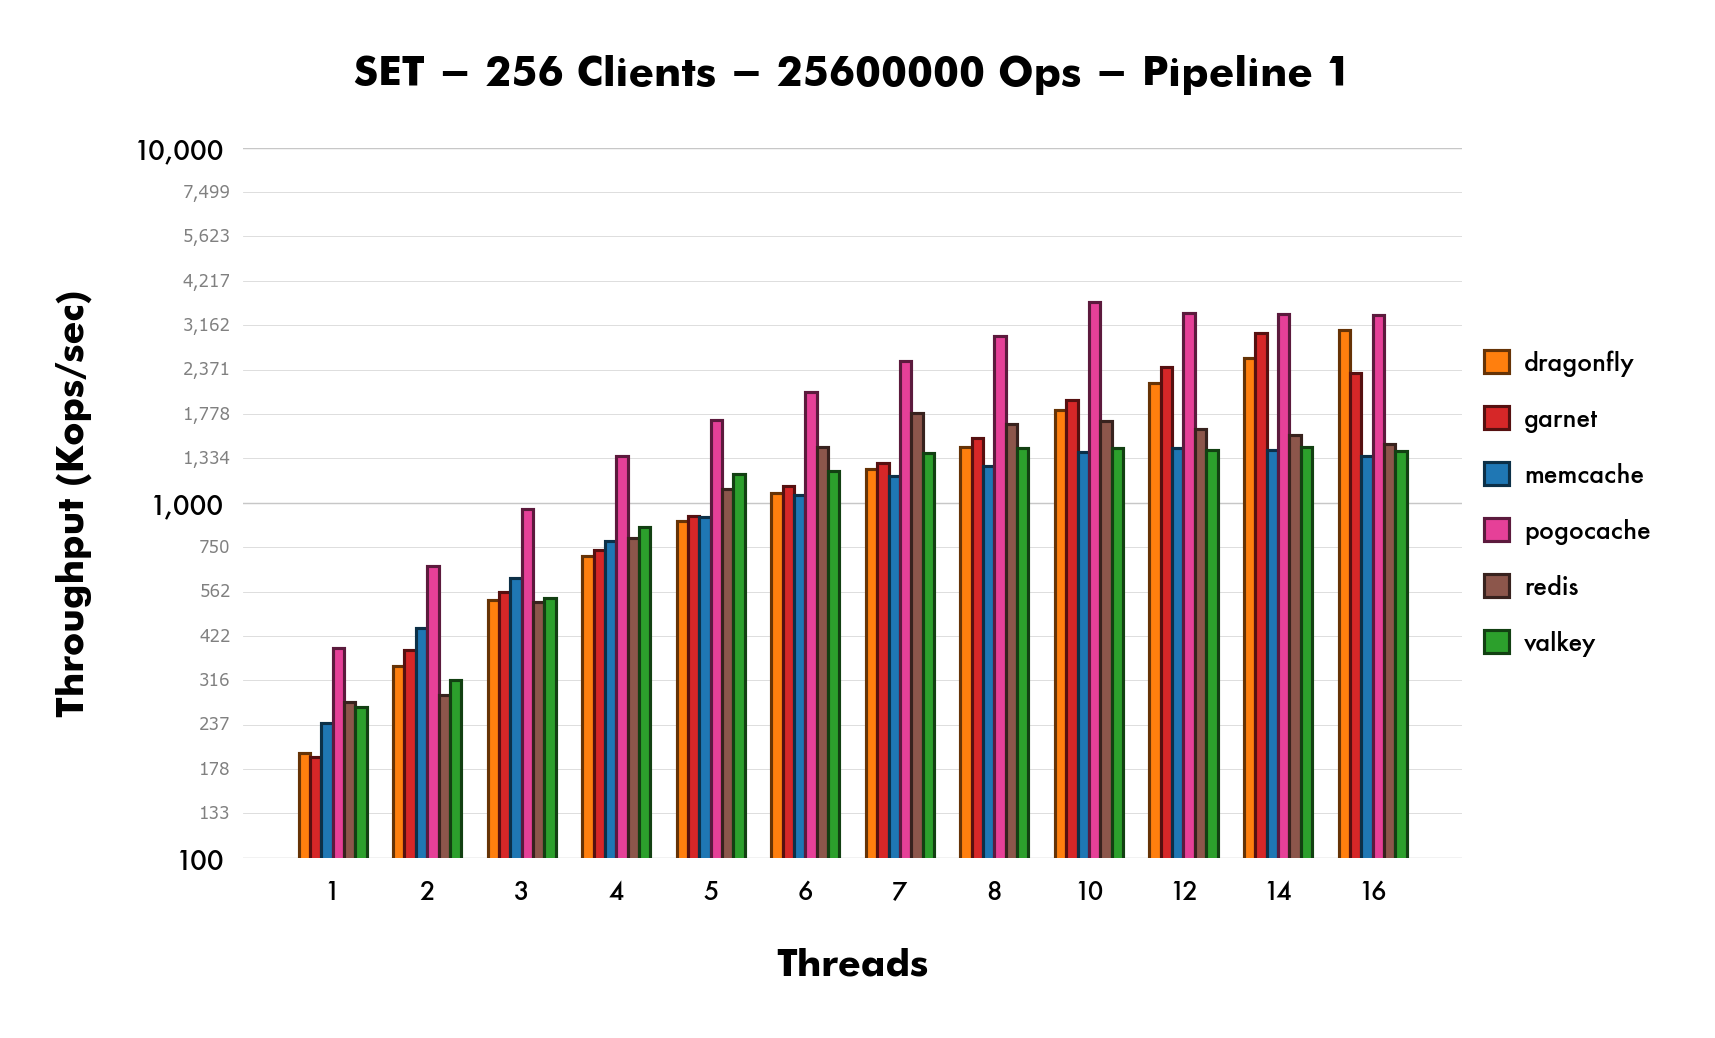 SET – 256 Clients – 25600000 Ops – Pipeline 1
Throughput (Kops/sec)
10,000
7,499
5,623
4,217
3,162
2,371
1,778
1,334
1,000
750
562
422
316
237
178
133
100
1 2 3 4 5 6 7 8 10 12 14 16
Threads
dragonfly
garnet
memcache
pogocache
redis
valkey